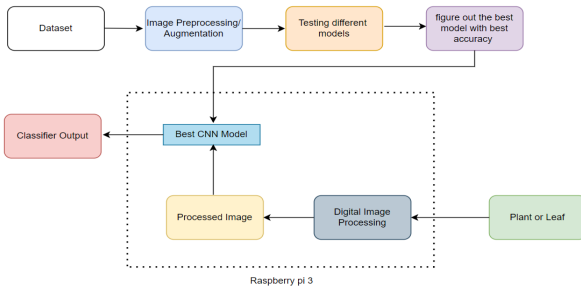 Dataset
Image Preprocessing/
Augmentation
Testing different
models
figure out the best
model with best
accuracy
Classifier Output
Best CNN Model
Processed Image
Digital Image
Processing
Plant or Leaf
Raspberry pi 3